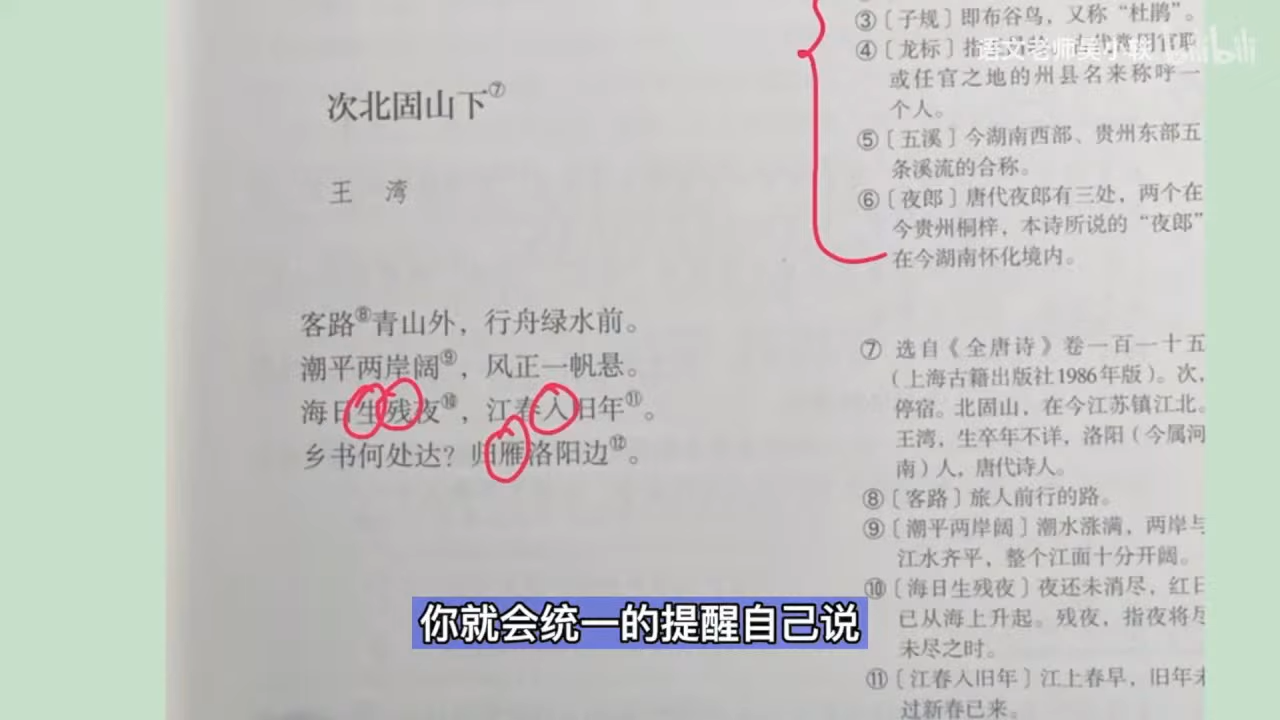 次北固山下⑦
王 湾
客路⑧青山外，行舟绿水前。
潮平两岸阔⑨，风正一帆悬。
海日生残夜⑩，江春入旧年⑪。
乡书何处达？归雁洛阳边⑫。
③〔子规〕即布谷鸟，又称“杜鹃”。
④〔龙标〕指
或任官之地的州县名来称呼一
个人。
⑤〔五溪〕今湖南西部、贵州东部五
条溪流的合称。
⑥〔夜郎〕唐代夜郎有三处，两个在
今贵州桐梓，本诗所说的“夜郎”
在今湖南怀化境内。
⑦ 选自《全唐诗》卷一百一十五
（上海古籍出版社1986年版）。次，
停宿。北固山，在今江苏镇江北。
王湾，生卒年不详，洛阳（今属河
南）人，唐代诗人。
⑧〔客路〕旅人前行的路。
⑨〔潮平两岸阔〕潮水涨满，两岸与
江水齐平，整个江面十分开阔。
⑩〔海日生残夜〕夜还未消尽，红日
已从海上升起。残夜，指夜将尽
未尽之时。
⑪〔江春入旧年〕江上春早，旧年未
过新春已来。
语文老师吴小
bilibili
你就会统一的提醒自己说